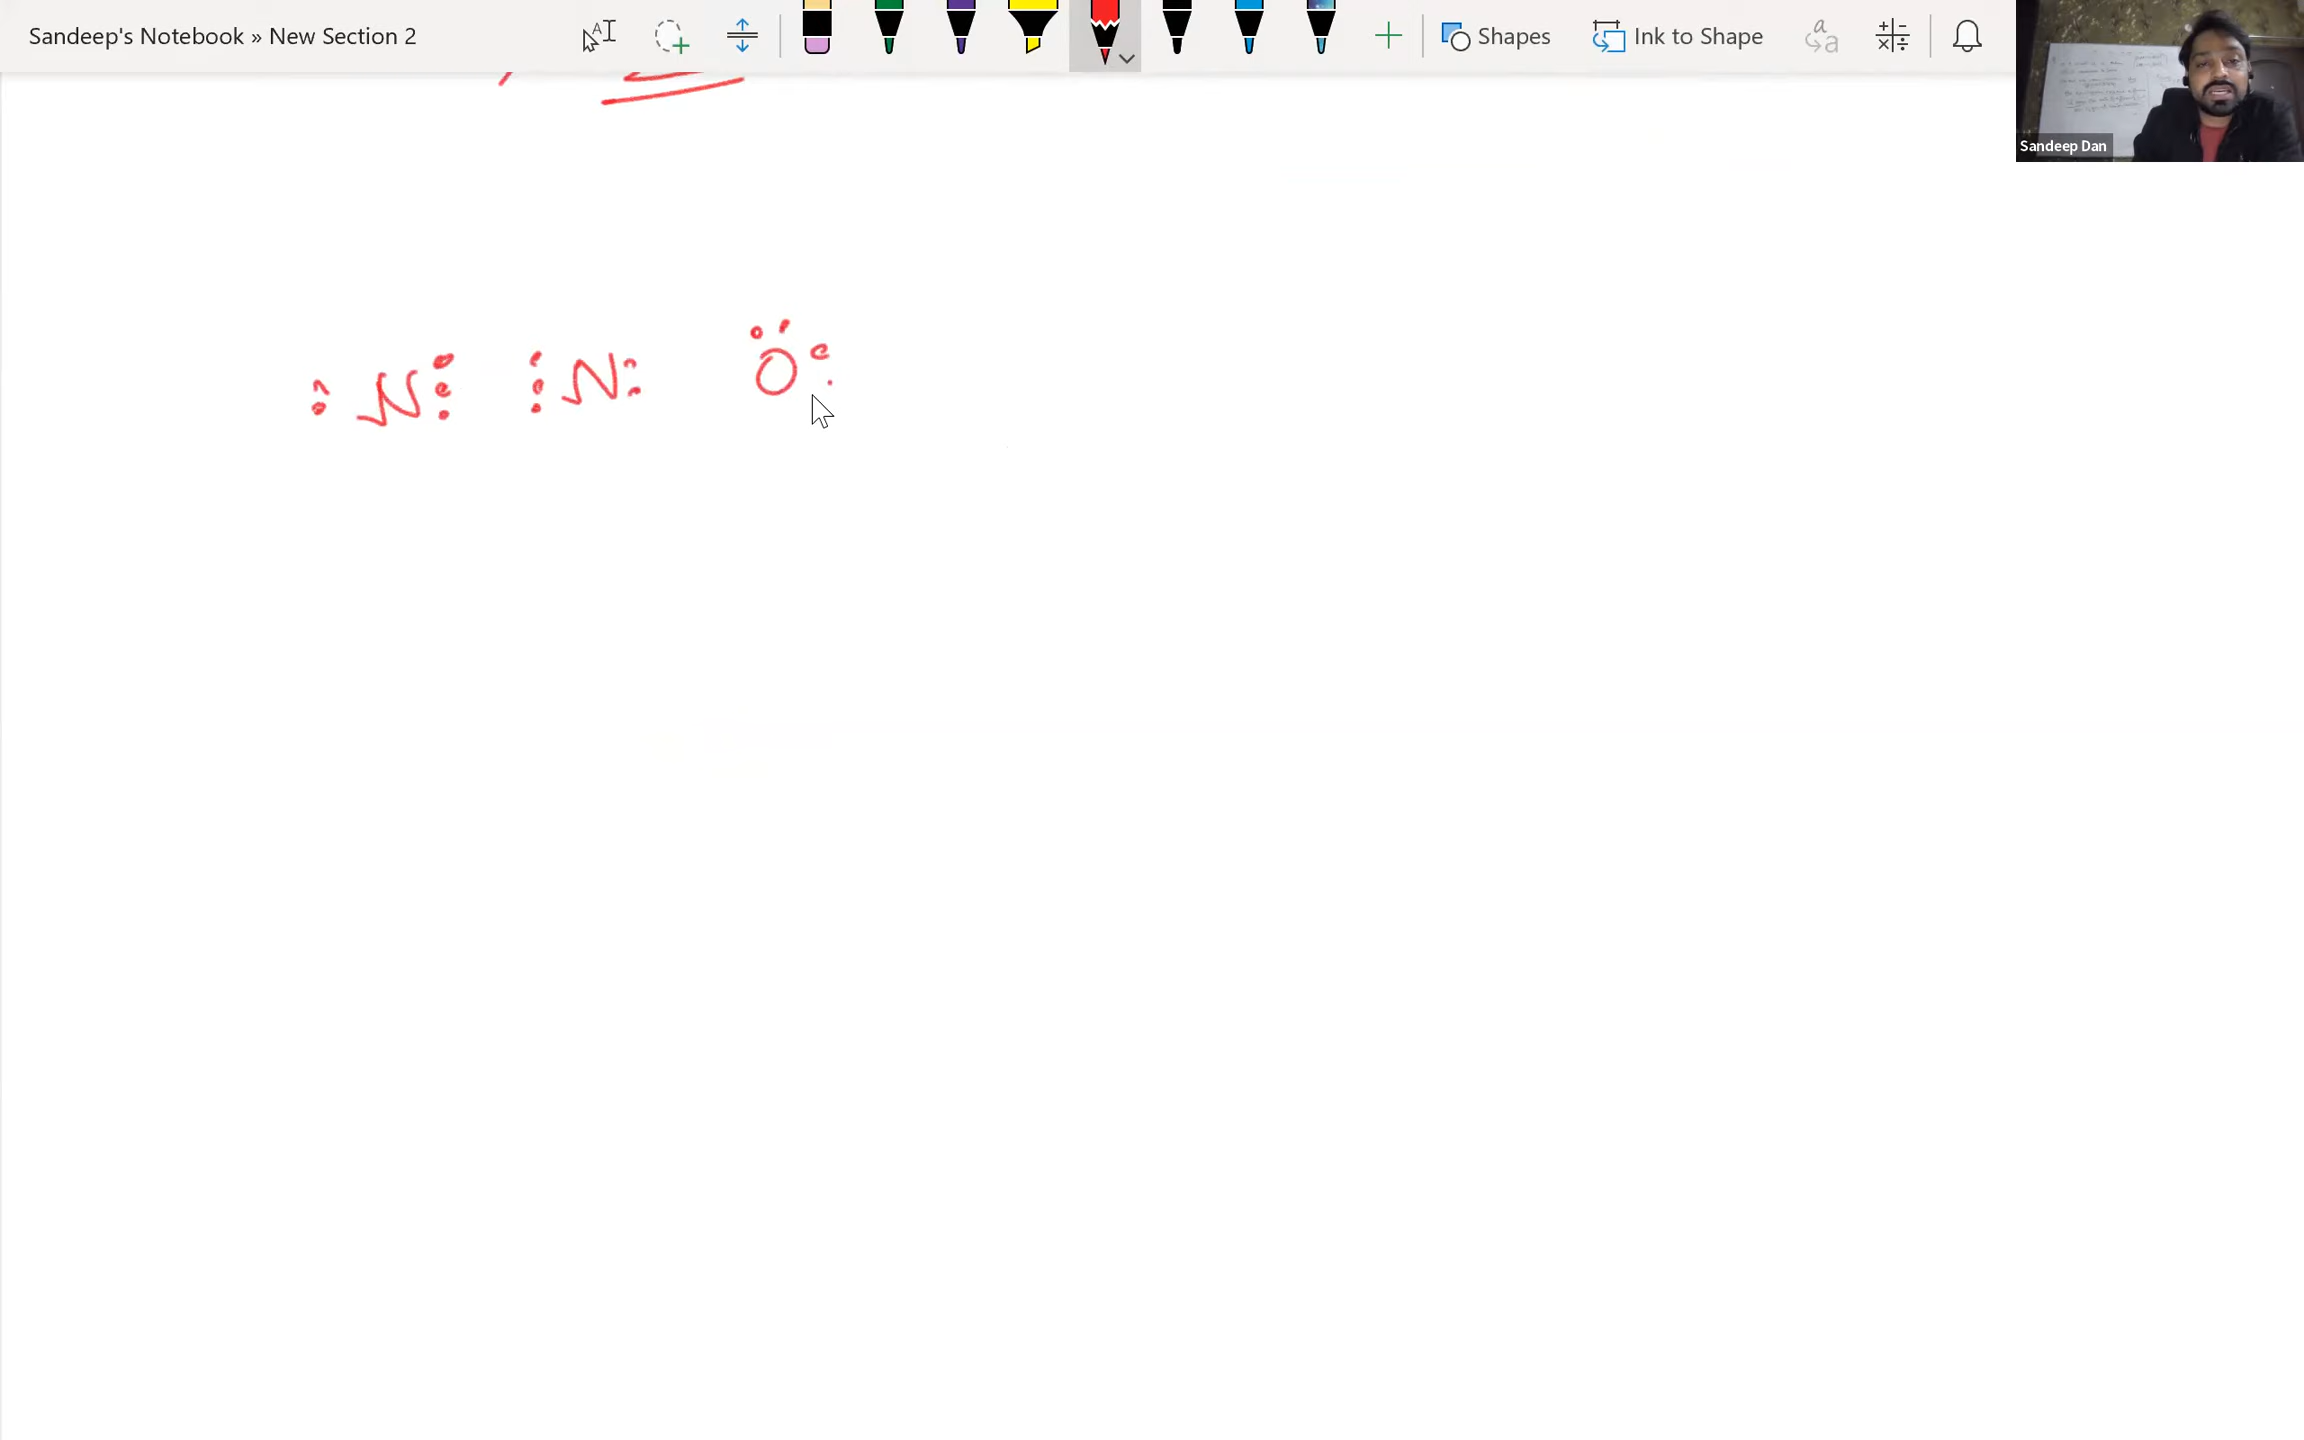 Sandeep's Notebook » New Section 2
Shapes
Ink to Shape
Sandeep Dan
N N O